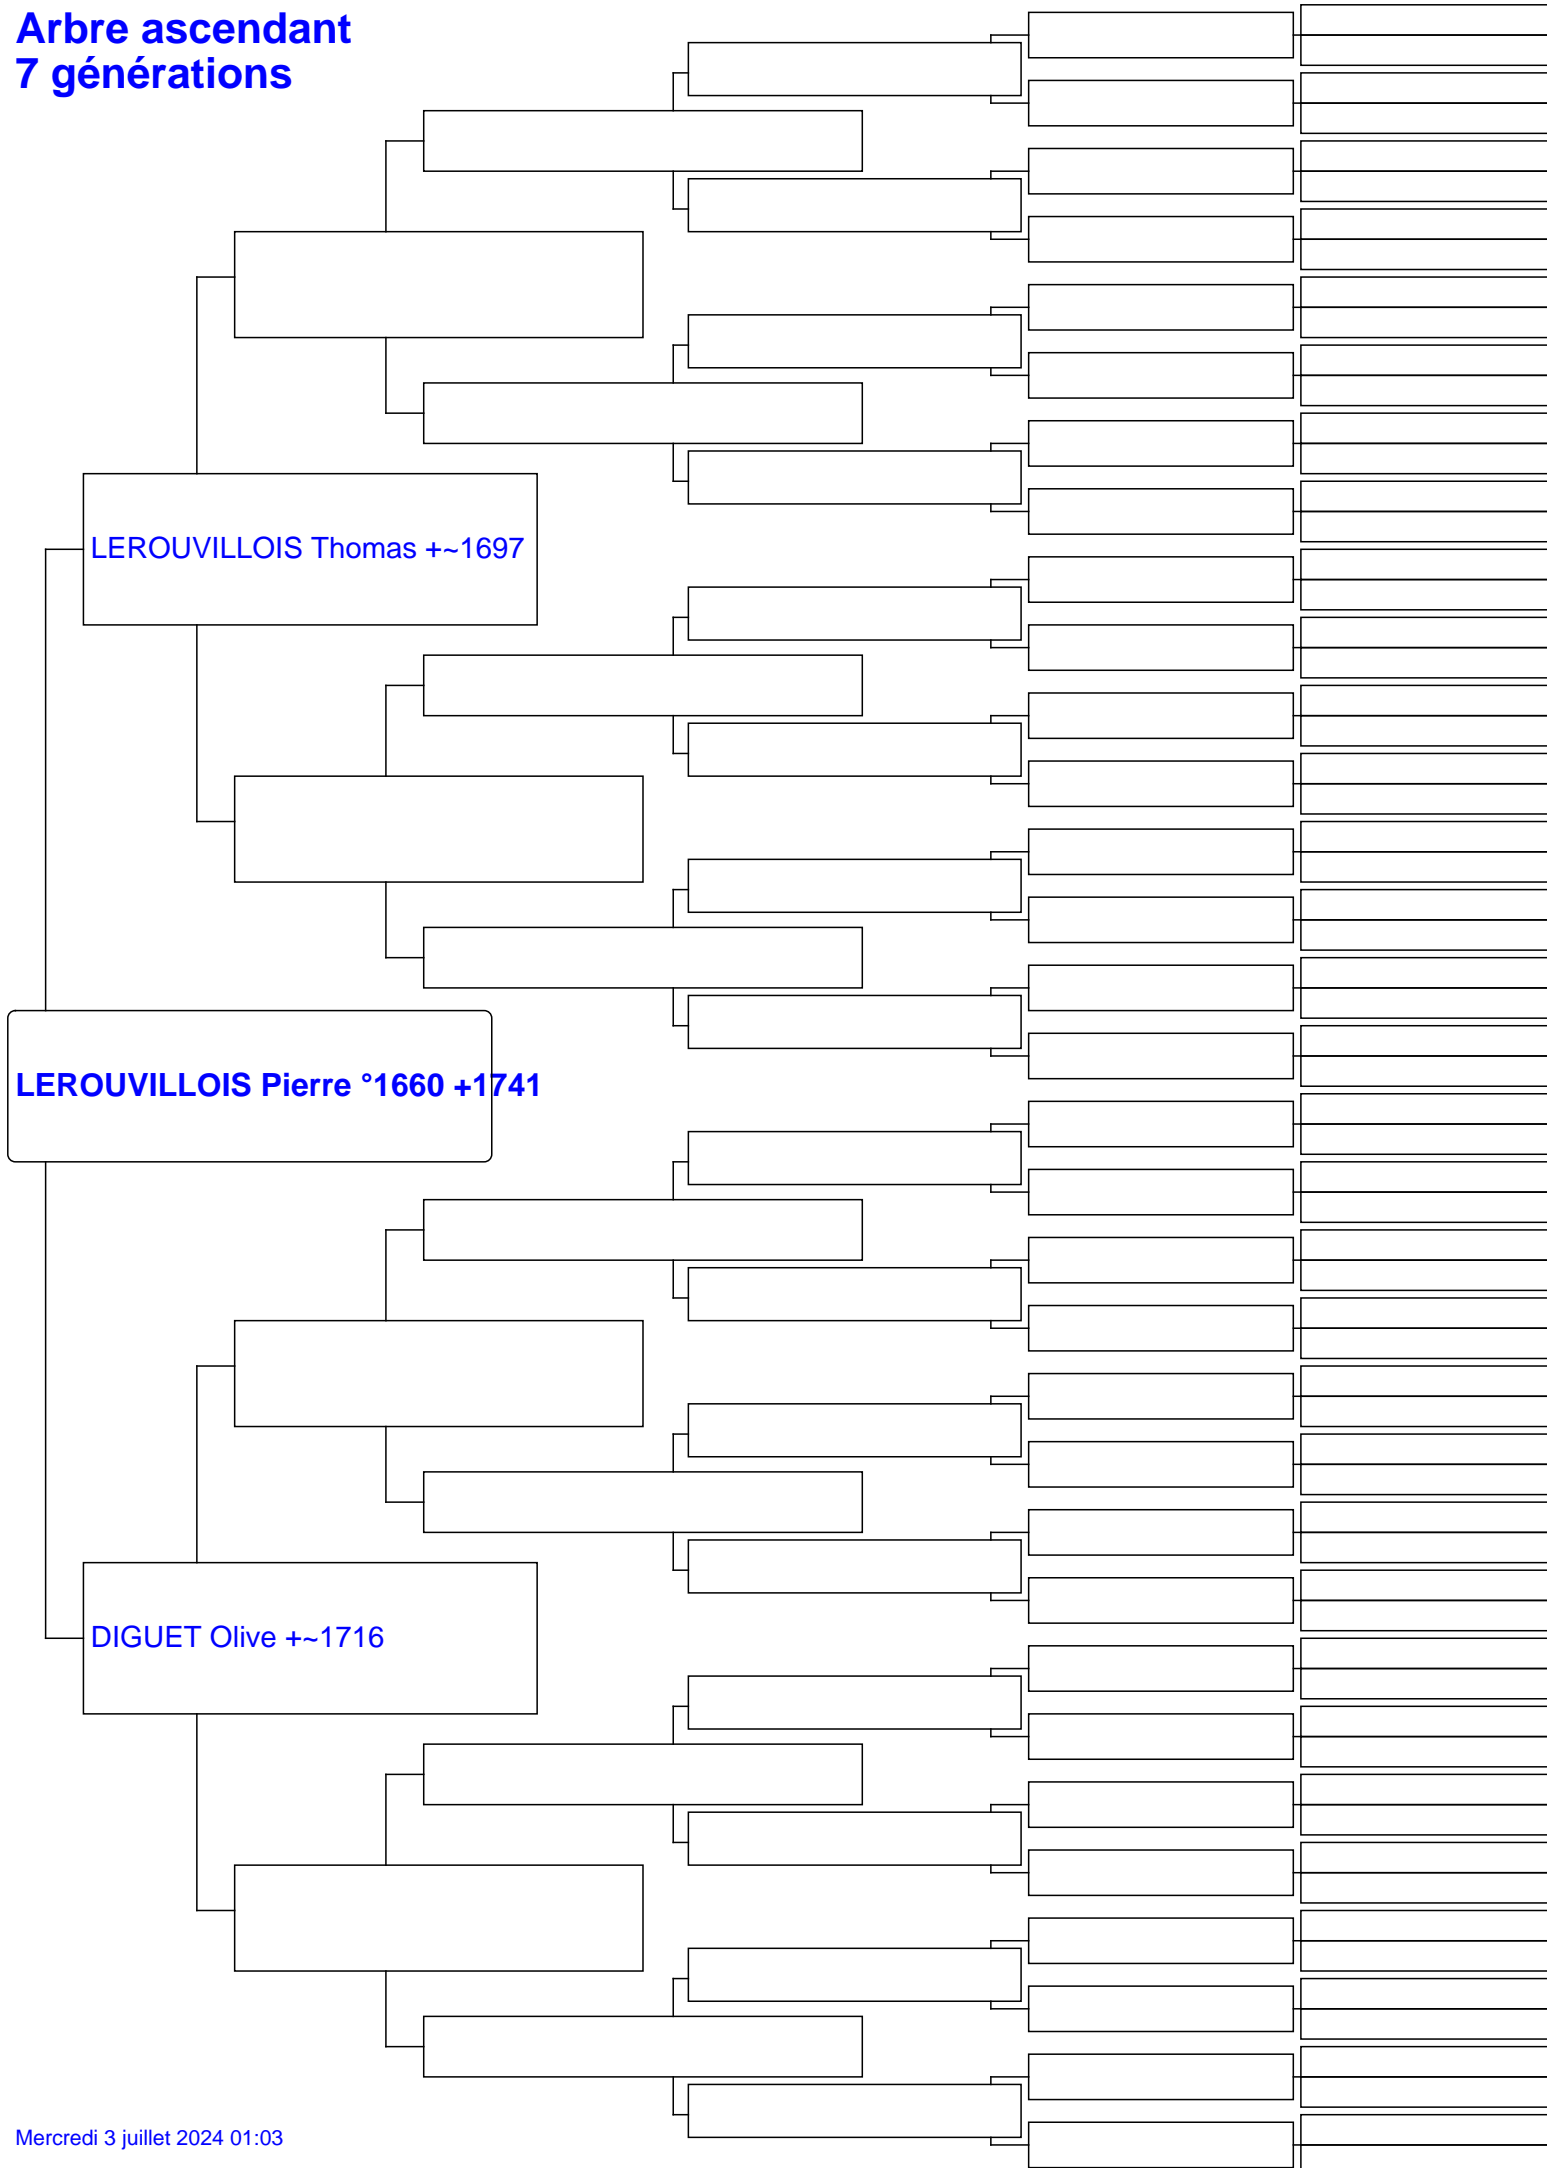 Arbre ascendant
7 générations
LEROUVILLOIS Thomas +~1697
LEROUVILLOIS Pierre °1660 +1741
DIGUET Olive +~1716
Mercredi 3 juillet 2024 01:03